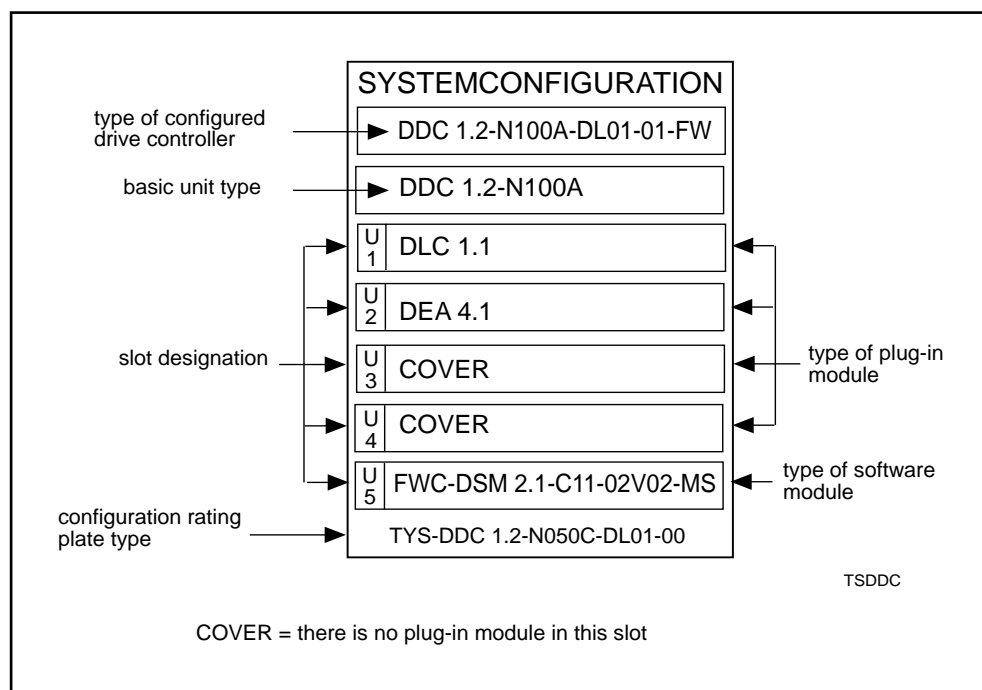 SYSTEMCONFIGURATION
type of configured
drive controller
DDC 1.2-N100A-DL01-01-FW
basic unit type
DDC 1.2-N100A
U
1
DLC 1.1
U
2
DEA 4.1
slot designation
U
3
COVER
type of plug-in
module
U
4
COVER
U
5
FWC-DSM 2.1-C11-02V02-MS
type of software
module
configuration rating
plate type
TYS-DDC 1.2-N050C-DL01-00
TSDDC
COVER = there is no plug-in module in this slot